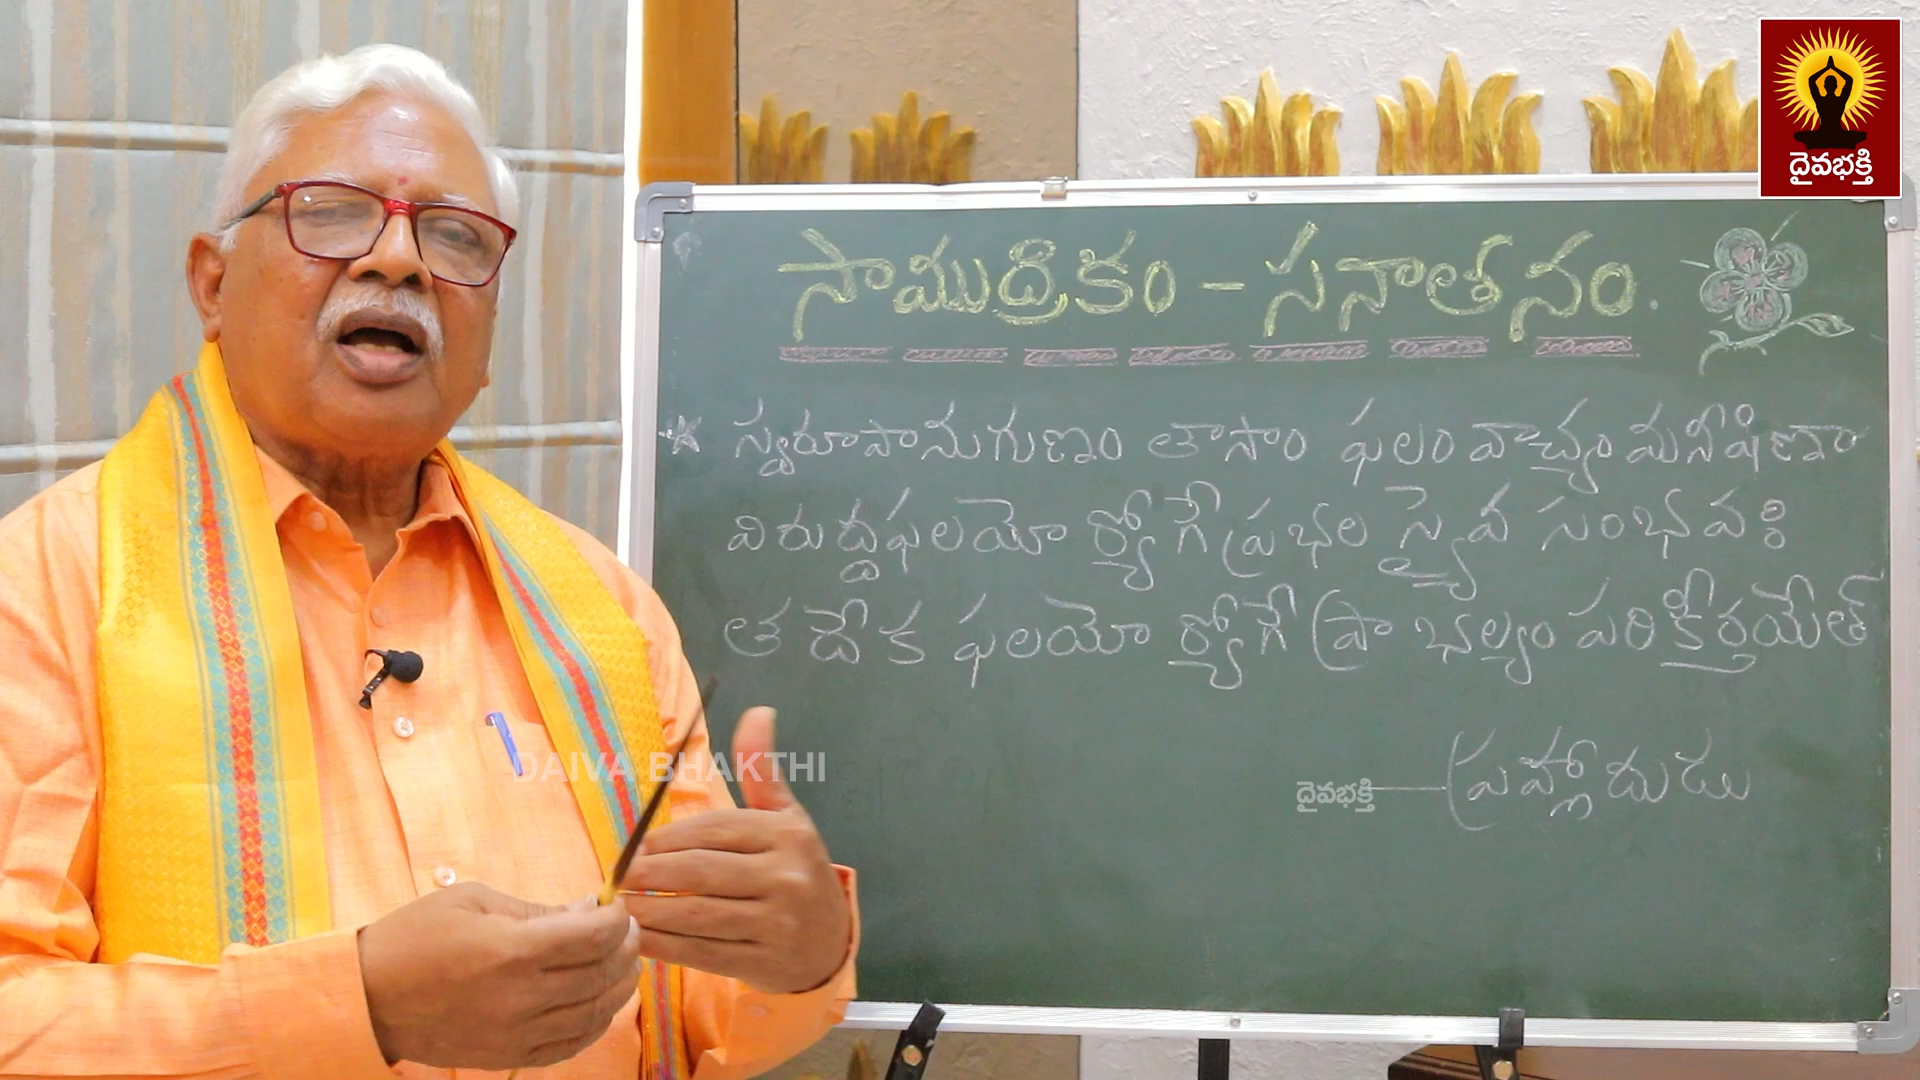 దైవభక్తి
సాముద్రికం - సనాతనం.
* స్వరూపానుగుణం తాసాం ఫలం వాచ్యం మనీషిణాం
విరుద్ధఫలయో ర్యోగే ప్రభల స్యైవ సంభవః
త దేక ఫలయో ర్యోగే ప్రా భల్యం పరికీర్తయేత్
DAIVA BHAKTHI
దైవభక్తి — ప్రహ్లాదుడు